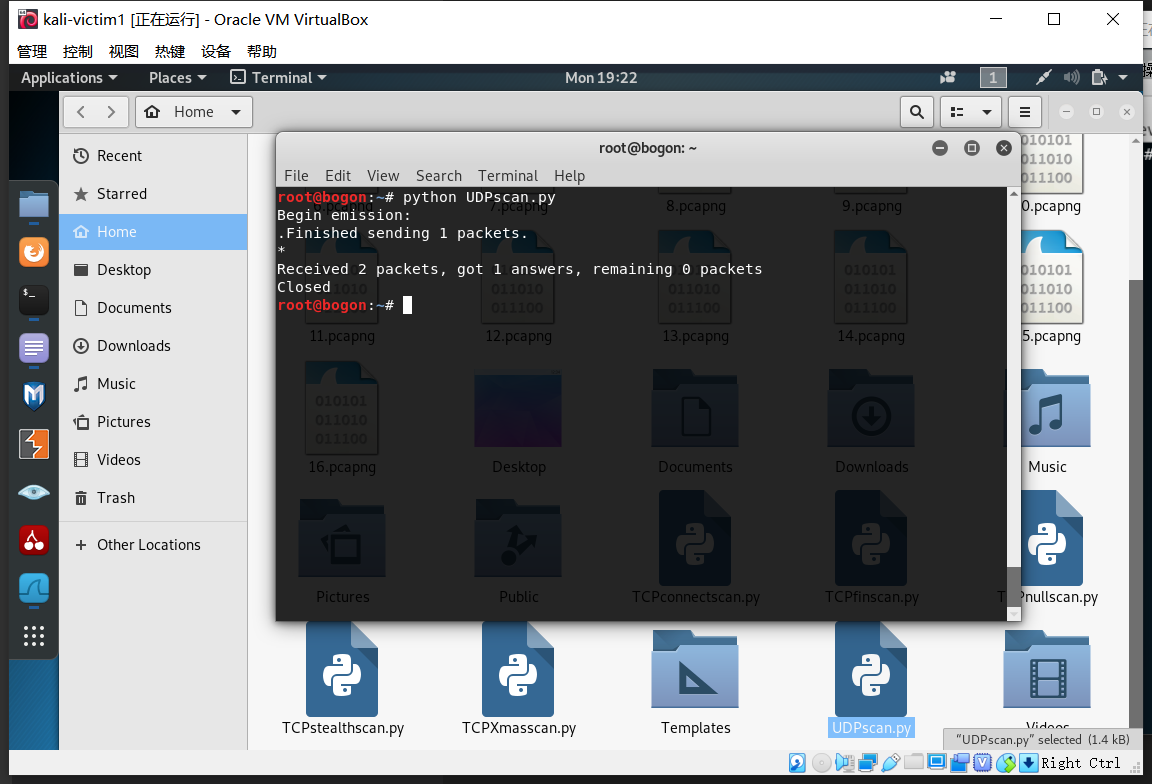 kali-victim1 [正在运行] - Oracle VM VirtualBox
管理 控制 视图 热键 设备 帮助
Applications Places Terminal Mon 19:22 1
Home
Recent
Starred
Home
Desktop
Documents
Downloads
Music
Pictures
Videos
Trash
+ Other Locations
root@bogon: ~
File Edit View Search Terminal Help
root@bogon:~# python UDPscan.py
Begin emission:
.Finished sending 1 packets.
*
Received 2 packets, got 1 answers, remaining 0 packets
Closed
root@bogon:~#
7.pcapng 8.pcapng 9.pcapng 0.pcpng
11.pcapng 12.pcapng 13.pcapng 14.pcapng 5.pcapng
16.pcapng Desktop Documents Downloads Music
Pictures Public TCPconnectscan.py TCPfinscan.py TCPnullscan.py
TCPstealthscan.py TCPXmasscan.py Templates UDPscan.py Videos
“UDPscan.py” selected (1.4 kB)
Right Ctrl